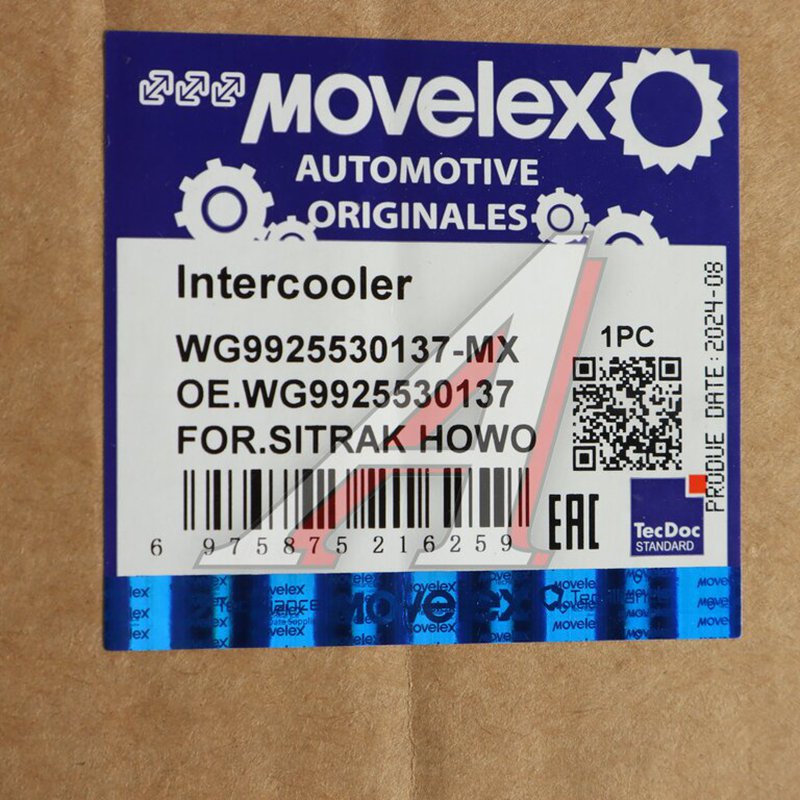 MOVelex
AUTOMOTIVE
ORIGINALES
Intercooler
WG9925530137-MX
OE.WG9925530137
FOR.SITRAK HOWO
1PC
PRODUE DATE:2024-08
6 975875 216259
EAC
TecDoc
STANDARD
MOVelex